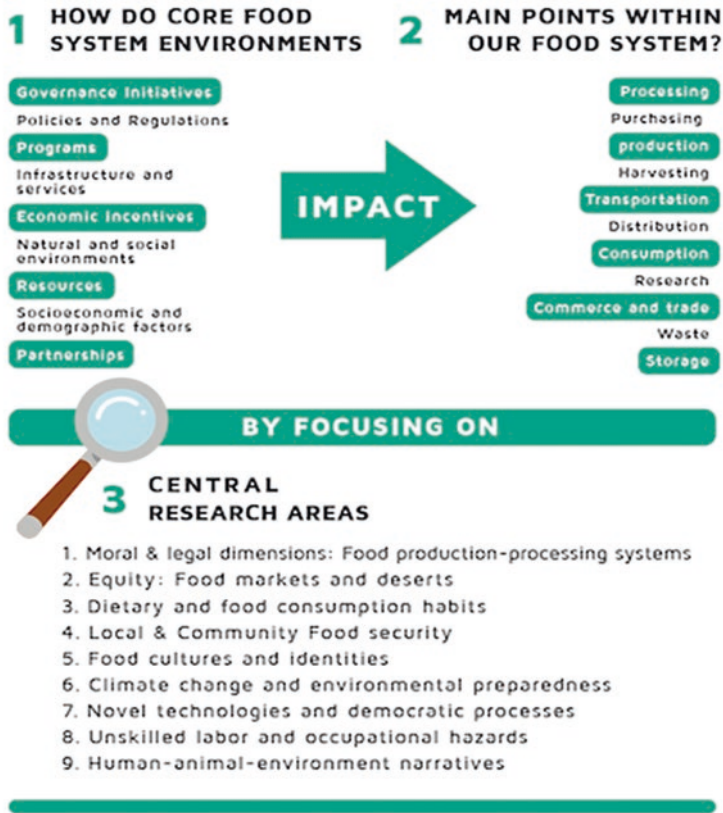 1 HOW DO CORE FOOD
SYSTEM ENVIRONMENTS
Governance Initiatives
Policies and Regulations
Programs
Infrastructure and
services
Economic Incentives
Natural and social
environments
Resources
Socioeconomic and
demographic factors
Partnerships
IMPACT
2 MAIN POINTS WITHIN
OUR FOOD SYSTEM?
Processing
Purchasing
production
Harvesting
Transportation
Distribution
Consumption
Research
Commerce and trade
Waste
Storage
BY FOCUSING ON
3 CENTRAL
RESEARCH AREAS
1. Moral & legal dimensions: Food production-processing systems
2. Equity: Food markets and deserts
3. Dietary and food consumption habits
4. Local & Community Food security
5. Food cultures and identities
6. Climate change and environmental preparedness
7. Novel technologies and democratic processes
8. Unskilled labor and occupational hazards
9. Human-animal-environment narratives